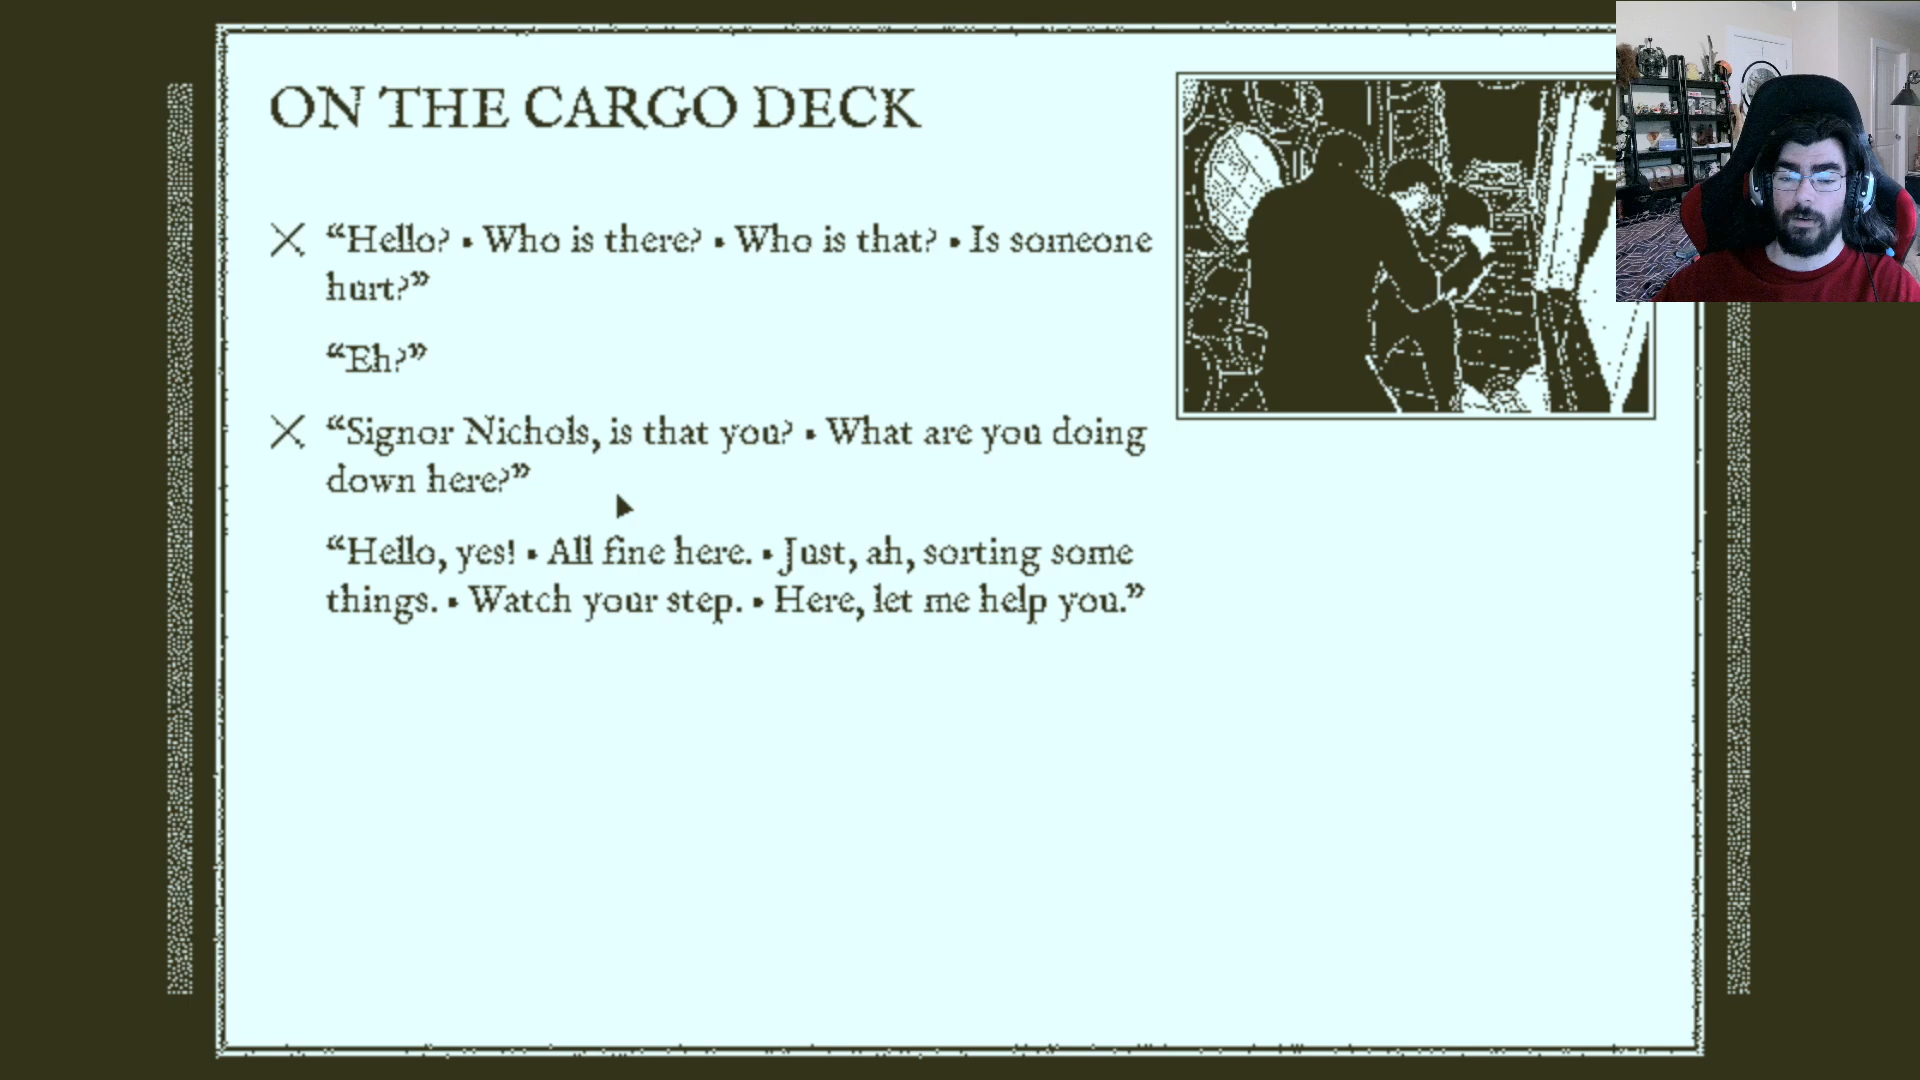 ON THE CARGO DECK
“Hello? • Who is there? • Who is that? • Is someone
hurt?”
“Eh?”
“Signor Nichols, is that you? • What are you doing
down here?”
“Hello, yes! • All fine here. • Just, ah, sorting some
things. • Watch your step. • Here, let me help you.”